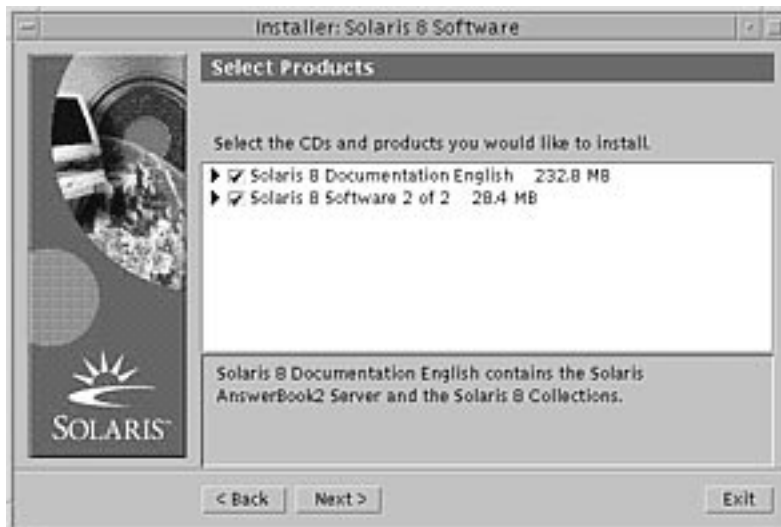 Installer: Solaris 8 Software
Select Products
Select the CDs and products you would like to install.
Solaris 8 Documentation English 232.8 MB
Solaris 8 Software 2 of 2 28.4 MB
Solaris 8 Documentation English contains the Solaris
AnswerBook2 Server and the Solaris 8 Collections.
SOLARIS™
< Back
Next >
Exit